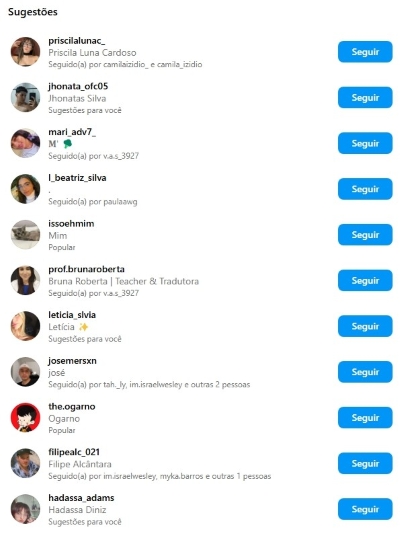 Sugestões
priscilalunac_
Priscila Luna Cardoso
Seguido(a) por camilaizidio_ e camila_izidio
Seguir
jhonata_ofc05
Jhonatas Silva
Sugestões para você
Seguir
mari_adv7_
M' 🌳
Seguido(a) por v.a.s_3927
Seguir
l_beatriz_silva
.
Seguido(a) por paulaawg
Seguir
issoehmim
Mim
Popular
Seguir
prof.brunaroberta
Bruna Roberta | Teacher & Tradutora
Seguido(a) por v.a.s_3927
Seguir
leticia_slvia
Letícia ✨
Sugestões para você
Seguir
josemersxn
josé
Seguido(a) por tah._ly, im.israelwesley e outras 2 pessoas
Seguir
the.ogarno
Ogarno
Popular
Seguir
filipealc_021
Filipe Alcântara
Seguido(a) por im.israelwesley, myka.barros e outras 1 pessoas
Seguir
hadassa_adams
Hadassa Diniz
Sugestões para você
Seguir